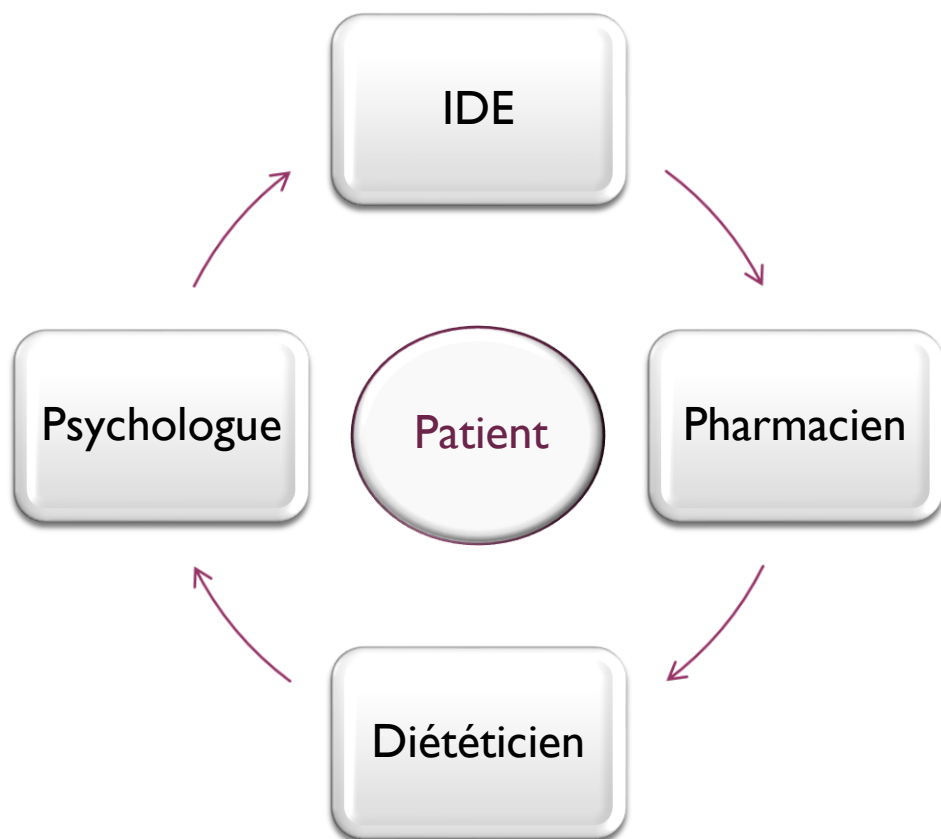 IDE
Psychologue
Patient
Pharmacien
Diététicien